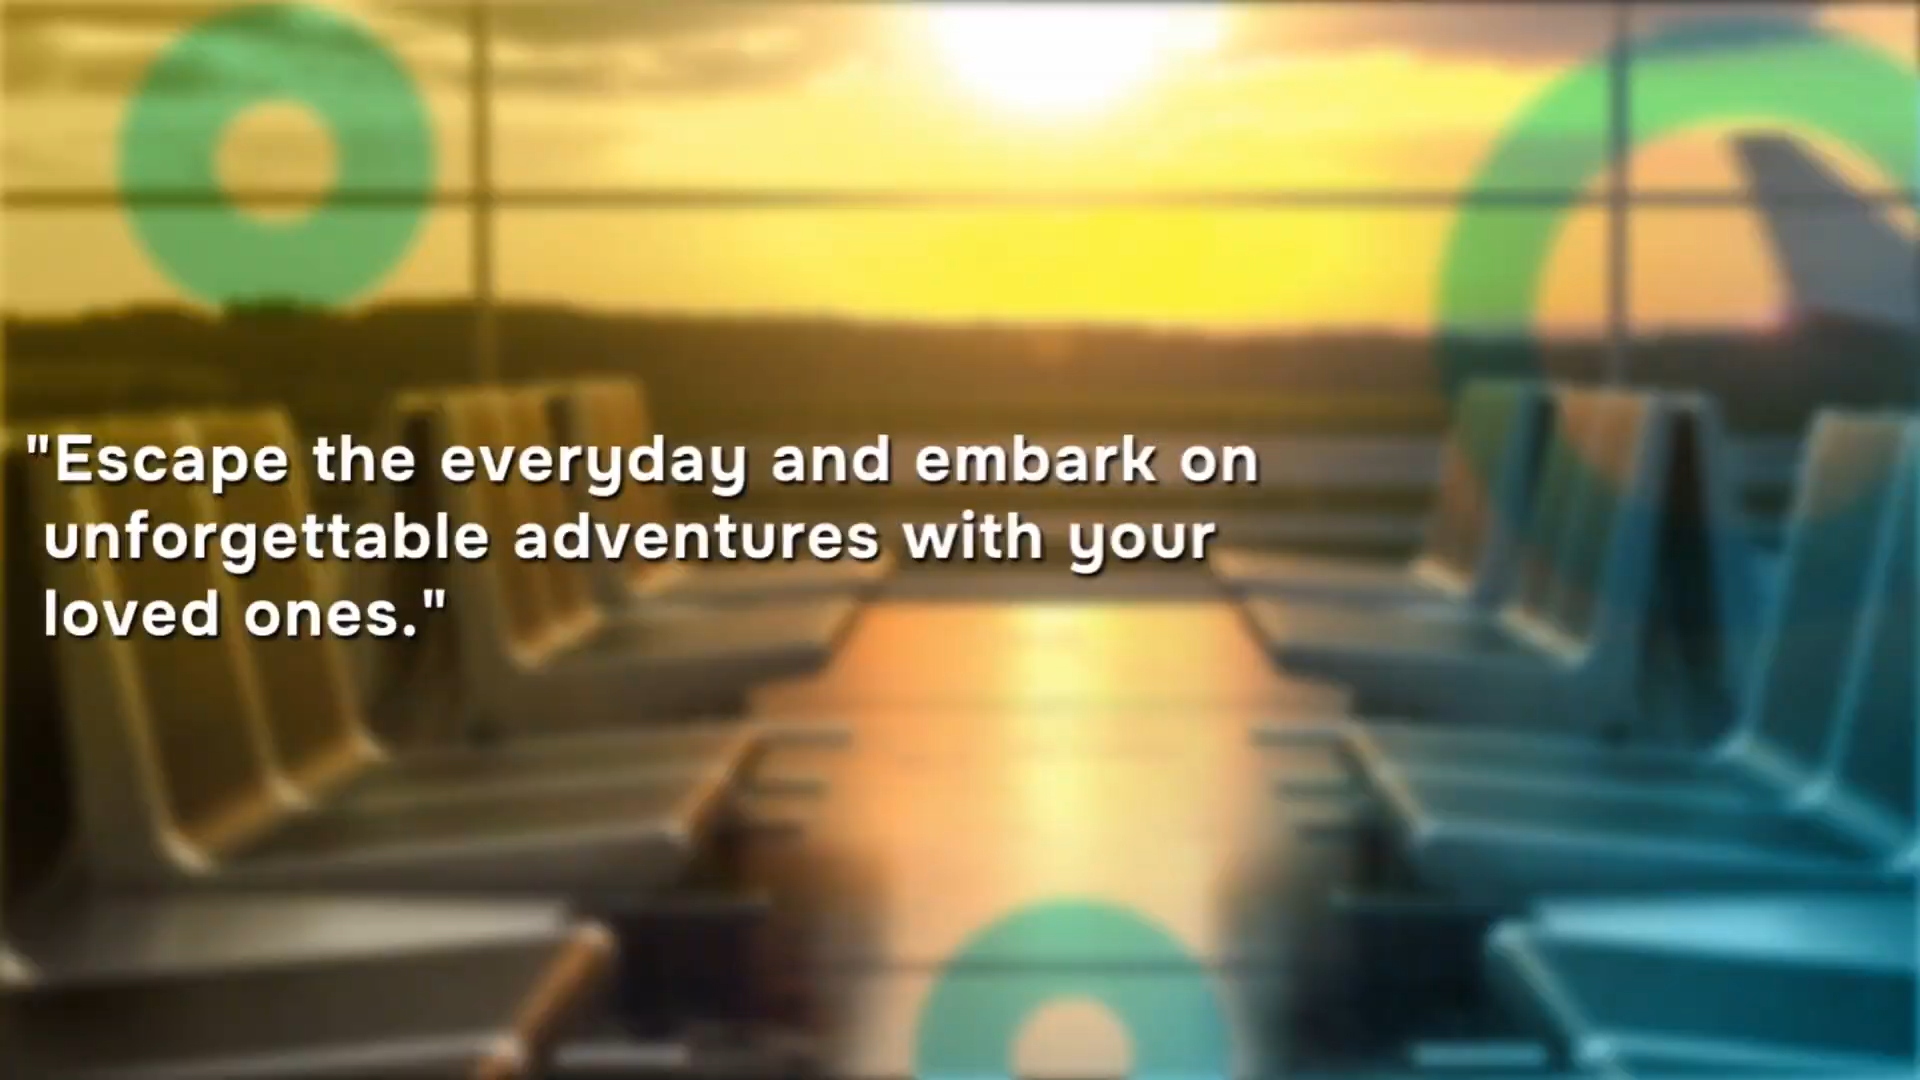 "Escape the everyday and embark on
unforgettable adventures with your
loved ones."